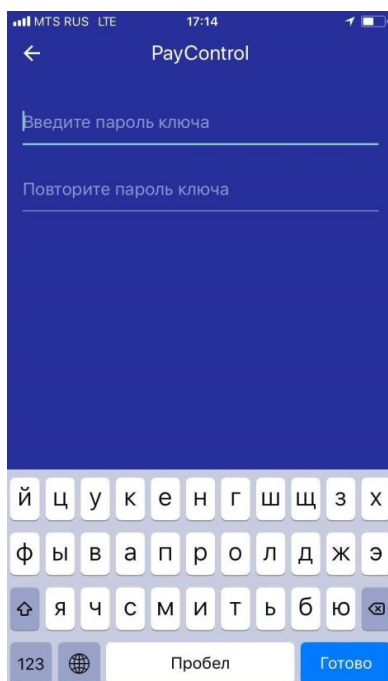 MTS RUS LTE 17:14
PayControl
Введите пароль ключа
Повторите пароль ключа
й ц у к е н г ш щ з х
ф ы в а п р о л д ж э
я ч с м и т ь б ю
123 Пробел Готово